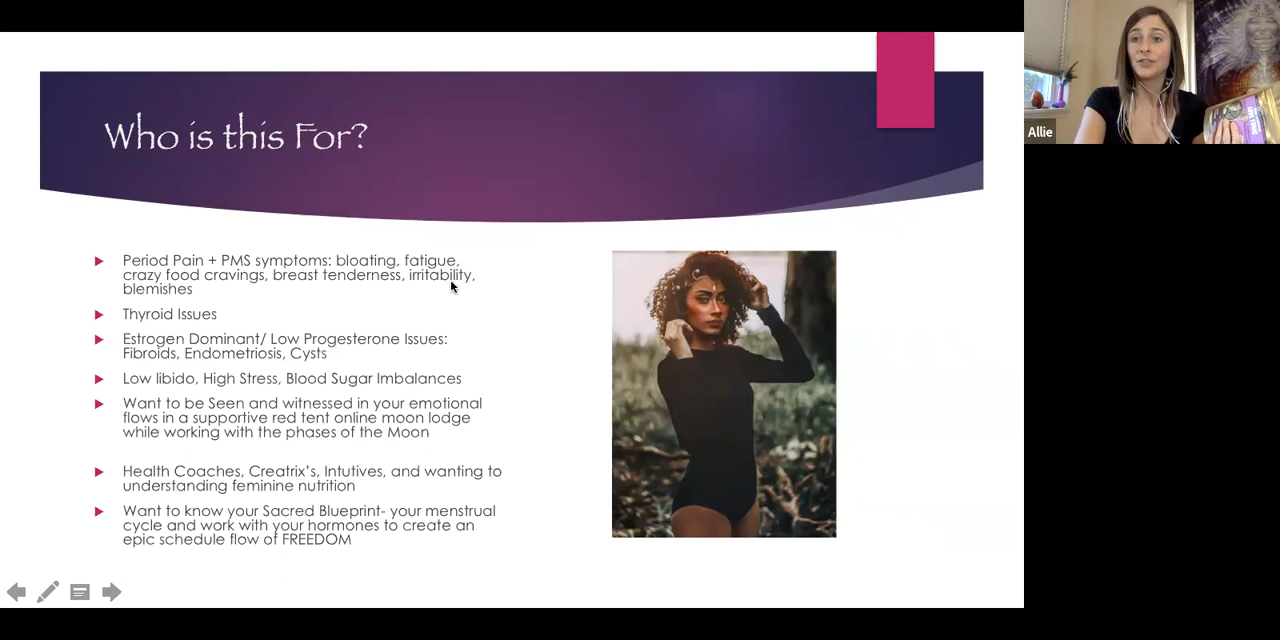 Who is this For?
Period Pain + PMS symptoms: bloating, fatigue,
crazy food cravings, breast tenderness, irritability,
blemishes
Thyroid Issues
Estrogen Dominant/ Low Progesterone Issues:
Fibroids, Endometriosis, Cysts
Low libido, High Stress, Blood Sugar Imbalances
Want to be Seen and witnessed in your emotional
flows in a supportive red tent online moon lodge
while working with the phases of the Moon
Health Coaches, Creatrix’s, Intutives, and wanting to
understanding feminine nutrition
Want to know your Sacred Blueprint- your menstrual
cycle and work with your hormones to create an
epic schedule flow of FREEDOM
Allie